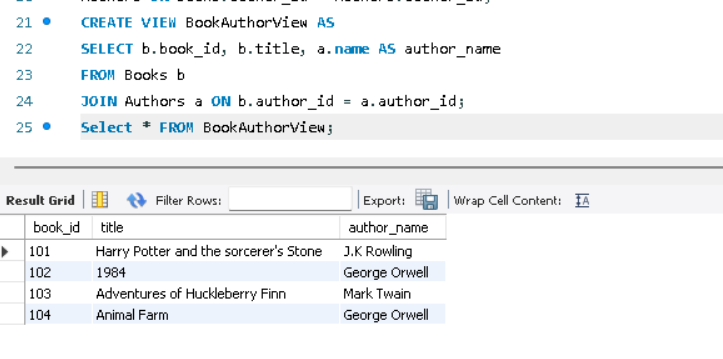 21 CREATE VIEW BookAuthorView AS
22 SELECT b.book_id, b.title, a.name AS author_name
23 FROM Books b
24 JOIN Authors a ON b.author_id = a.author_id;
25 Select * FROM BookAuthorView;
Result Grid Filter Rows: Export: Wrap Cell Content: IA
book_id title author_name
101 Harry Potter and the sorcerer's Stone J.K Rowling
102 1984 George Orwell
103 Adventures of Huckleberry Finn Mark Twain
104 Animal Farm George Orwell